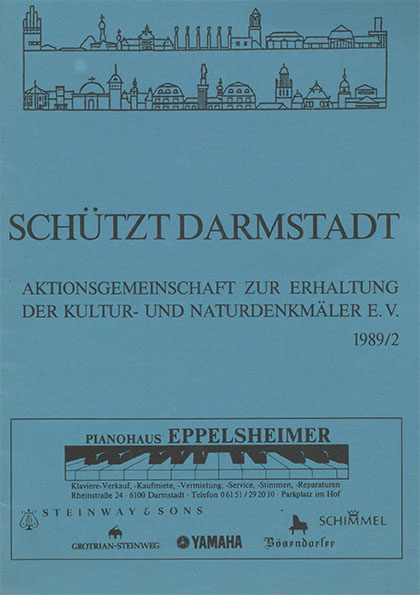 SCHÜTZT DARMSTADT
AKTIONSGEMEINSCHAFT ZUR ERHALTUNG
DER KULTUR- UND NATURDENKMÄLER E. V.
1989/2
PIANOHAUS EPPELSHEIMER
Klaviere-Verkauf, -Kaufmiete, -Vermietung, -Service, -Stimmen, -Reparaturen
Rheinstraße 24 · 6100 Darmstadt · Telefon 0 61 51 / 29 20 10 · Parkplatz im Hof
STEINWAY & SONS
SCHIMMEL
GROTRIAN-STEINWEG
YAMAHA
Bösendorfer